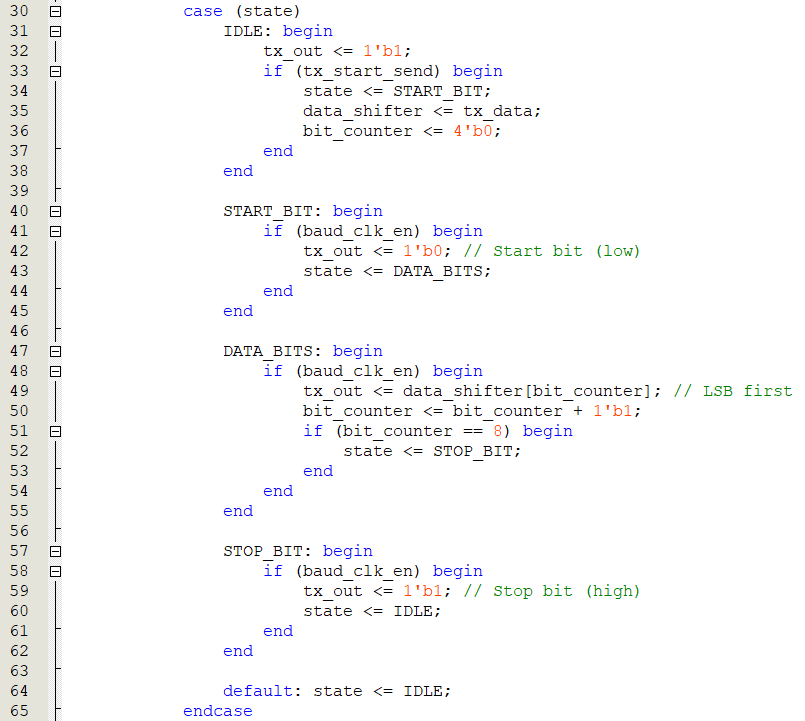 30 case (state)
31 IDLE: begin
32 tx_out <= 1'b1;
33 if (tx_start_send) begin
34 state <= START_BIT;
35 data_shifter <= tx_data;
36 bit_counter <= 4'b0;
37 end
38 end
39
40 START_BIT: begin
41 if (baud_clk_en) begin
42 tx_out <= 1'b0; // Start bit (low)
43 state <= DATA_BITS;
44 end
45 end
46
47 DATA_BITS: begin
48 if (baud_clk_en) begin
49 tx_out <= data_shifter[bit_counter]; // LSB first
50 bit_counter <= bit_counter + 1'b1;
51 if (bit_counter == 8) begin
52 state <= STOP_BIT;
53 end
54 end
55 end
56
57 STOP_BIT: begin
58 if (baud_clk_en) begin
59 tx_out <= 1'b1; // Stop bit (high)
60 state <= IDLE;
61 end
62 end
63
64 default: state <= IDLE;
65 endcase